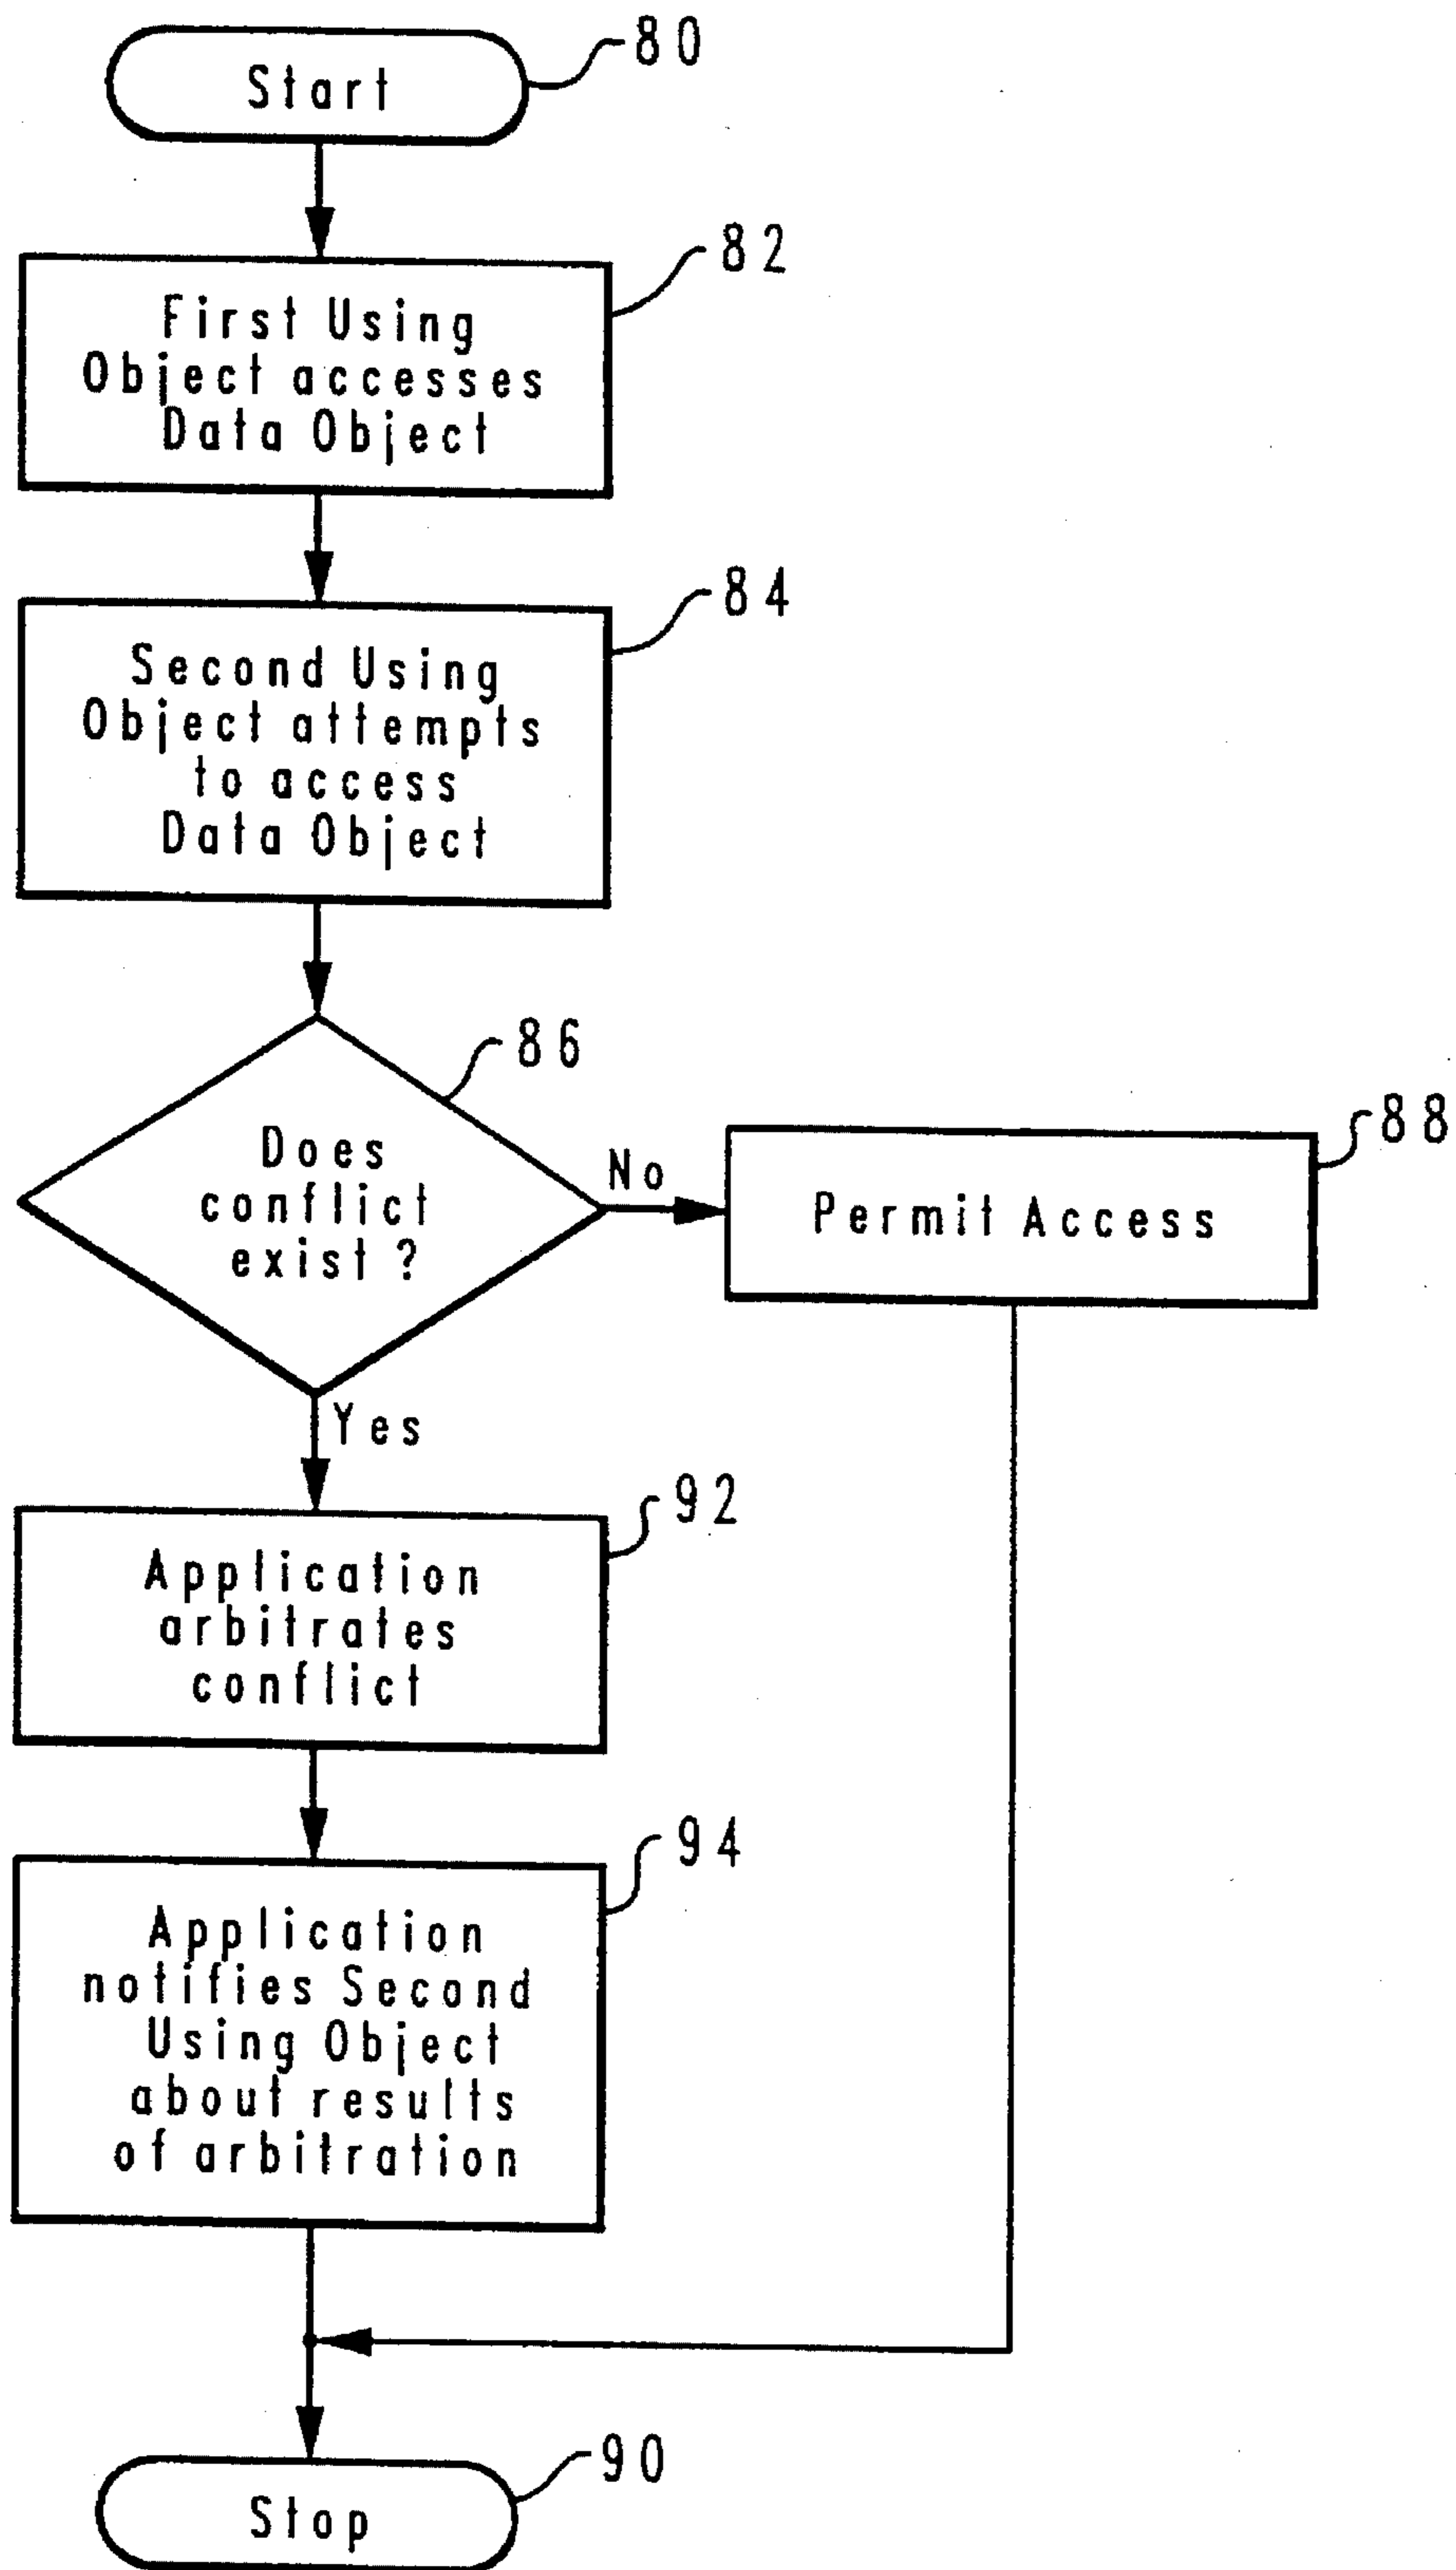 Start
80
82
First Using
Object accesses
Data Object
84
Second Using
Object attempts
to access
Data Object
86
Does
conflict
exist ?
No
88
Permit Access
Yes
92
Application
arbitrates
conflict
94
Application
notifies Second
Using Object
about results
of arbitration
90
Stop